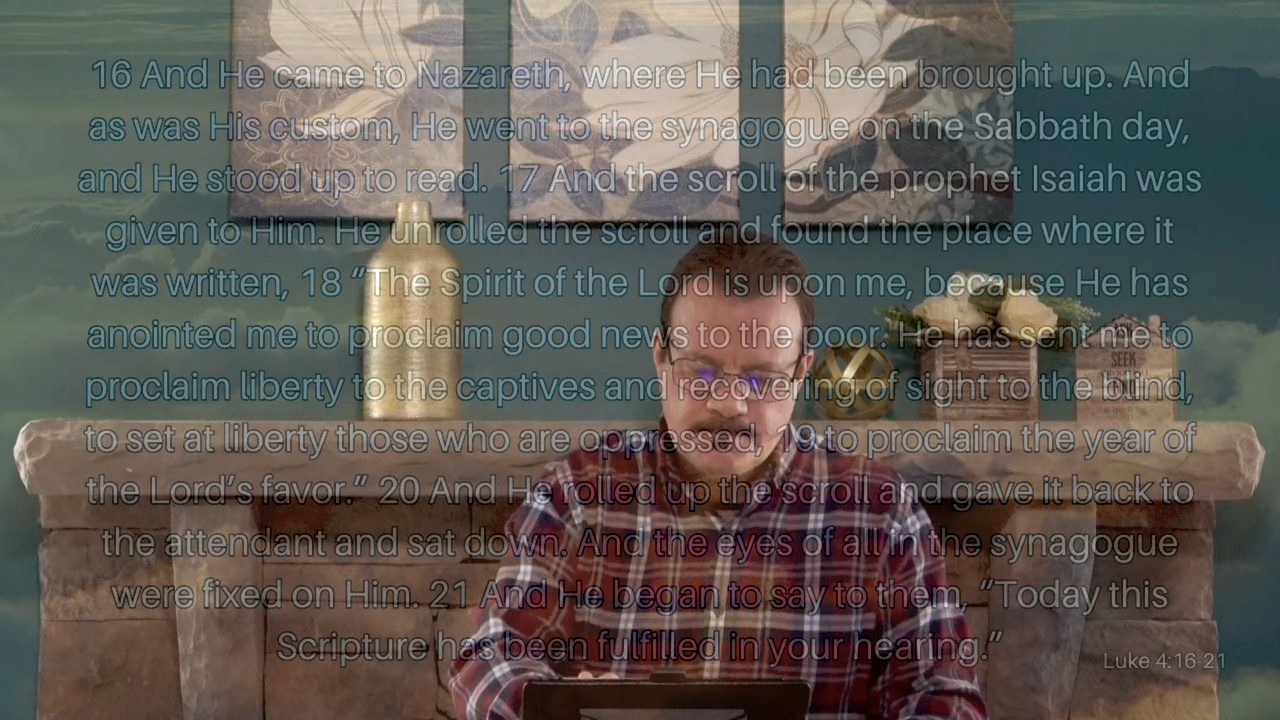 16 And He came to Nazareth, where He had been brought up. And
as was His custom, He went to the synagogue on the Sabbath day,
and He stood up to read. 17 And the scroll of the prophet Isaiah was
given to Him. He unrolled the scroll and found the place where it
was written, 18 “The Spirit of the Lord is upon me, because He has
anointed me to proclaim good news to the poor. He has sent me to
proclaim liberty to the captives and recovering of sight to the blind,
to set at liberty those who are oppressed, 19 to proclaim the year of
the Lord’s favor.“ 20 And He rolled up the scroll and gave it back to
the attendant and sat down. And the eyes of all in the synagogue
were fixed on Him. 21 And He began to say to them, “Today this
Scripture has been fulfilled in your hearing.”
Luke 4:16-21
ASK
SEEK